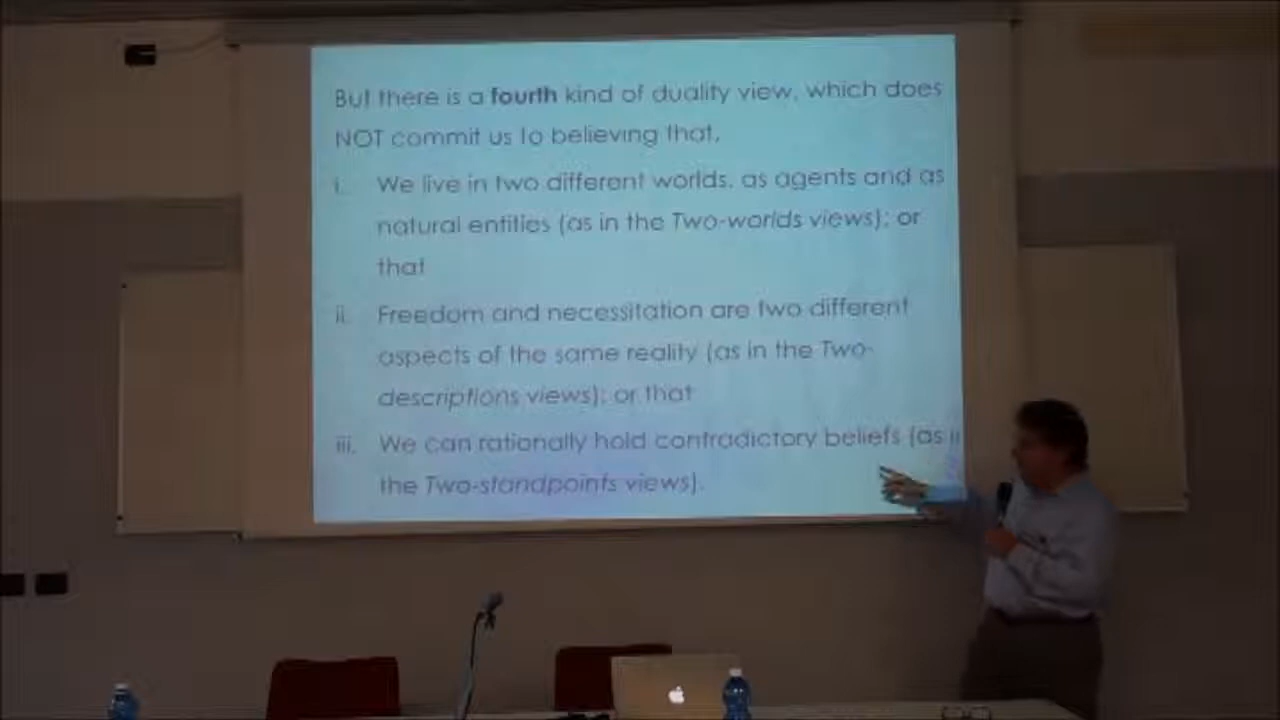 But there is a fourth kind of duality view, which does
NOT commit us to believing that,
i. We live in two different worlds, as agents and as
natural entities (as in the Two-worlds views); or
that
ii. Freedom and necessitation are two different
aspects of the same reality (as in the Two-
descriptions views); or that
iii. We can rationally hold contradictory beliefs (as in
the Two-standpoints views).